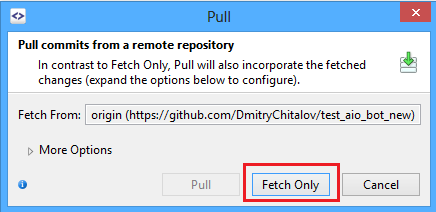 Pull
Pull commits from a remote repository
In contrast to Fetch Only, Pull will also incorporate the fetched
changes (expand the options below to configure).
Fetch From: origin (https://github.com/DmitryChitalov/test_aio_bot_new)
More Options
Pull Fetch Only Cancel